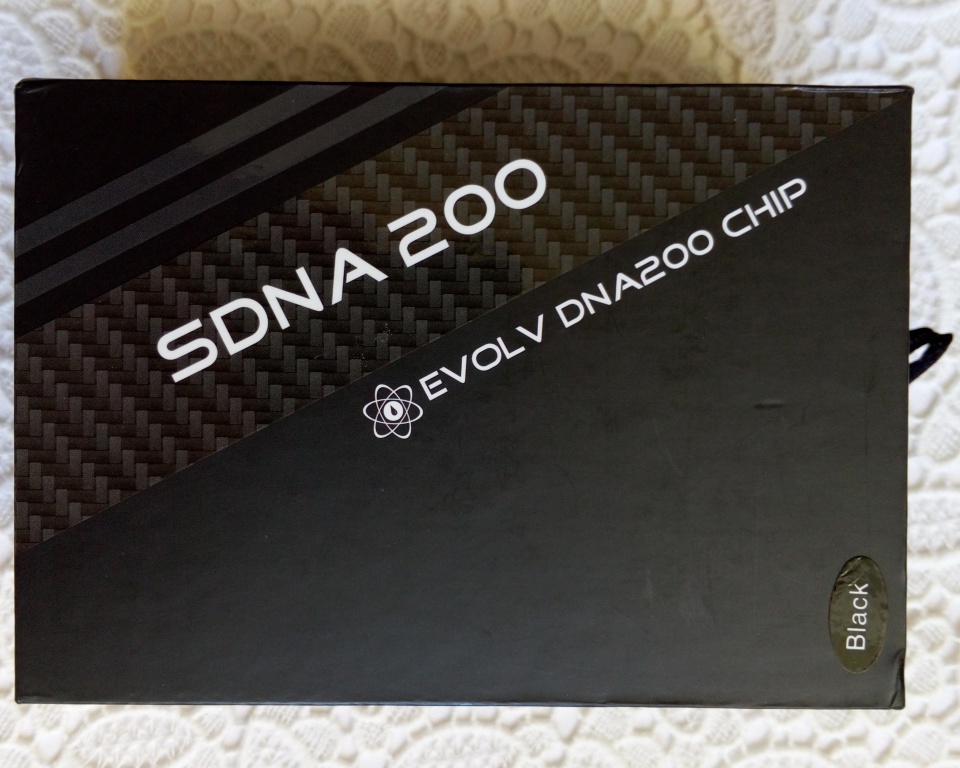 SDNA 200
EVOLV DNA200 CHIP
Black